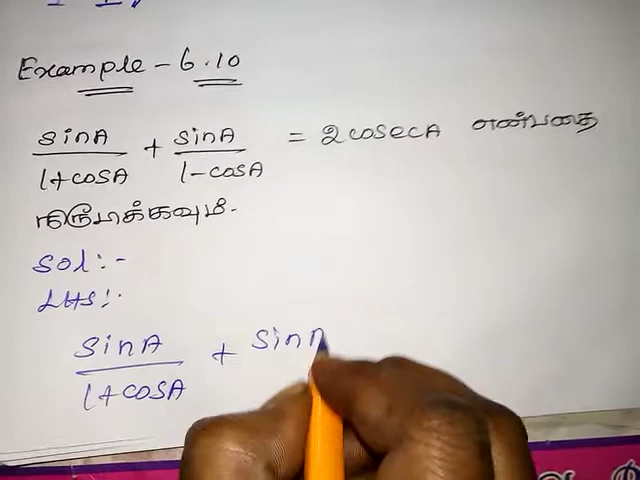 Example - 6.10
sinA/1+cosA + sinA/1-cosA = 2cosecA என்பதை
நிரூபிக்கவும்.
Sol:-
LHS:-
sinA/1+cosA + sinA